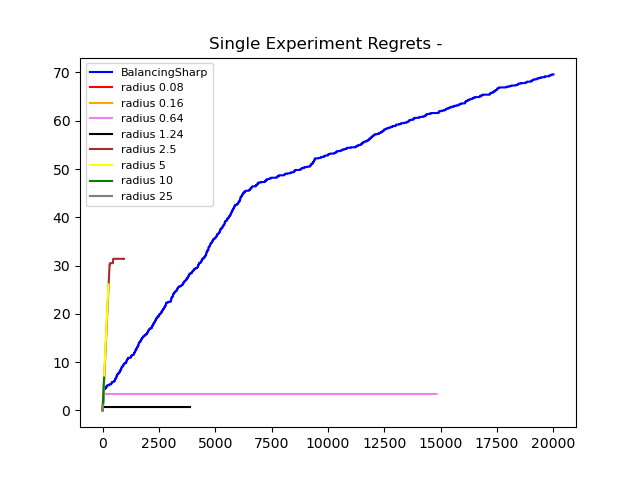 Single Experiment Regrets -
BalancingSharp
radius 0.08
radius 0.16
radius 0.64
radius 1.24
radius 2.5
radius 5
radius 10
radius 25
70
60
50
40
30
20
10
0
0 2500 5000 7500 10000 12500 15000 17500 20000